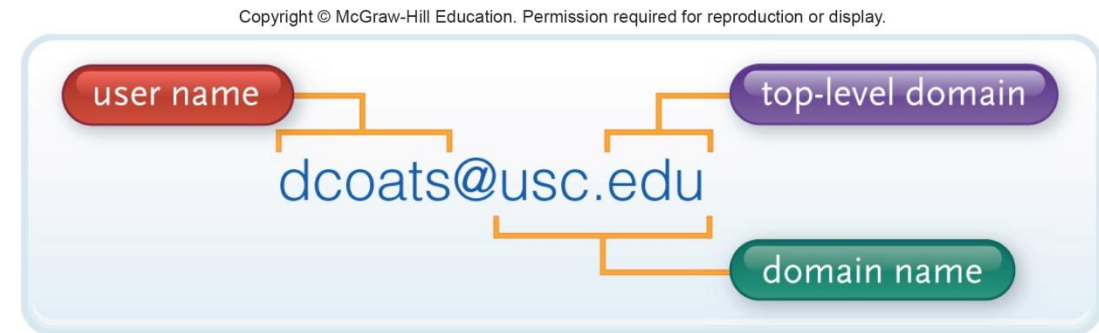 Copyright © McGraw-Hill Education. Permission required for reproduction or display.
user name
top-level domain
dcoats@usc.edu
domain name